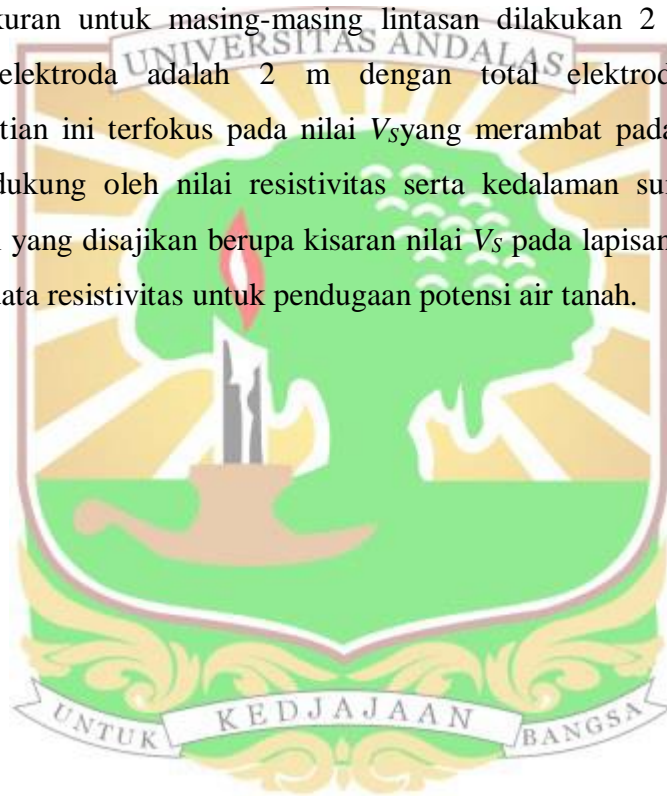 kuran untuk masing-masing lintasan dilakukan 2
UNIVERSITAS ANDALAS
elektroda adalah 2 m dengan total elektrod
tian ini terfokus pada nilai VSyang merambat pada
dukung oleh nilai resistivitas serta kedalaman su
yang disajikan berupa kisaran nilai VS pada lapisan
data resistivitas untuk pendugaan potensi air tanah.
UNTUK KEDJAJAAN BANGSA